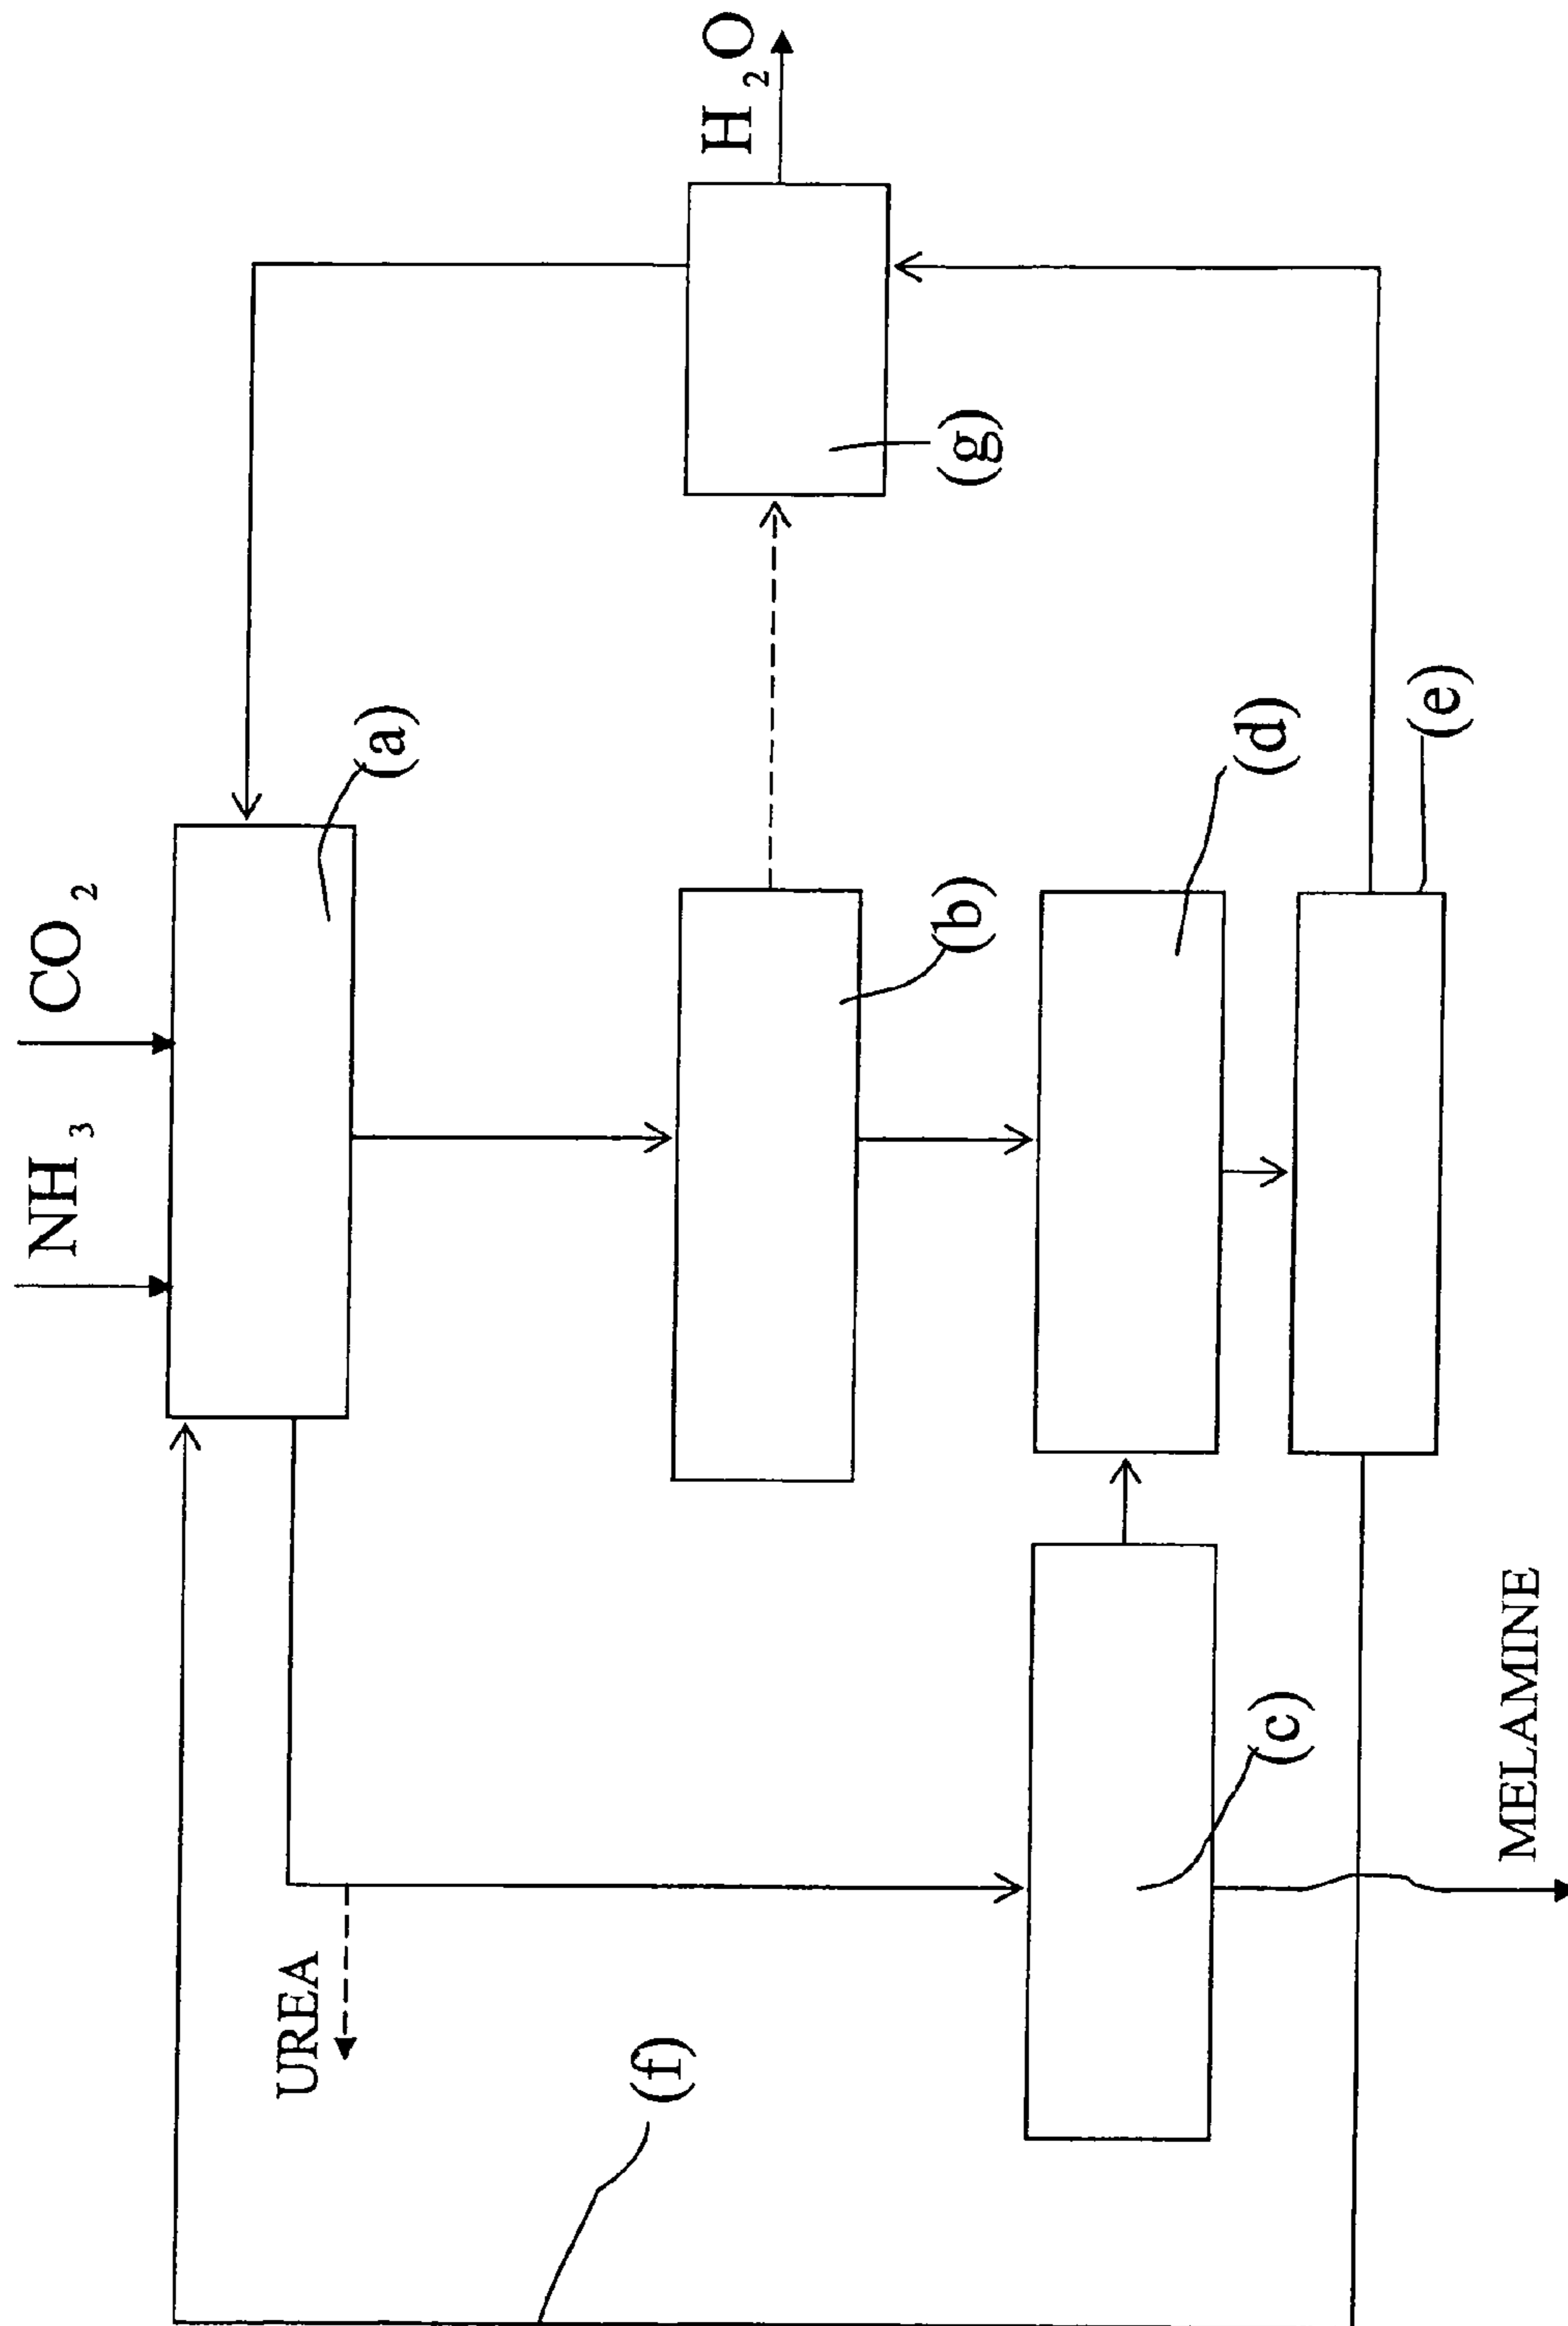 NH3
CO2
(a)
H2O
(g)
(b)
UREA
(f)
(c)
(d)
(e)
MELAMINE